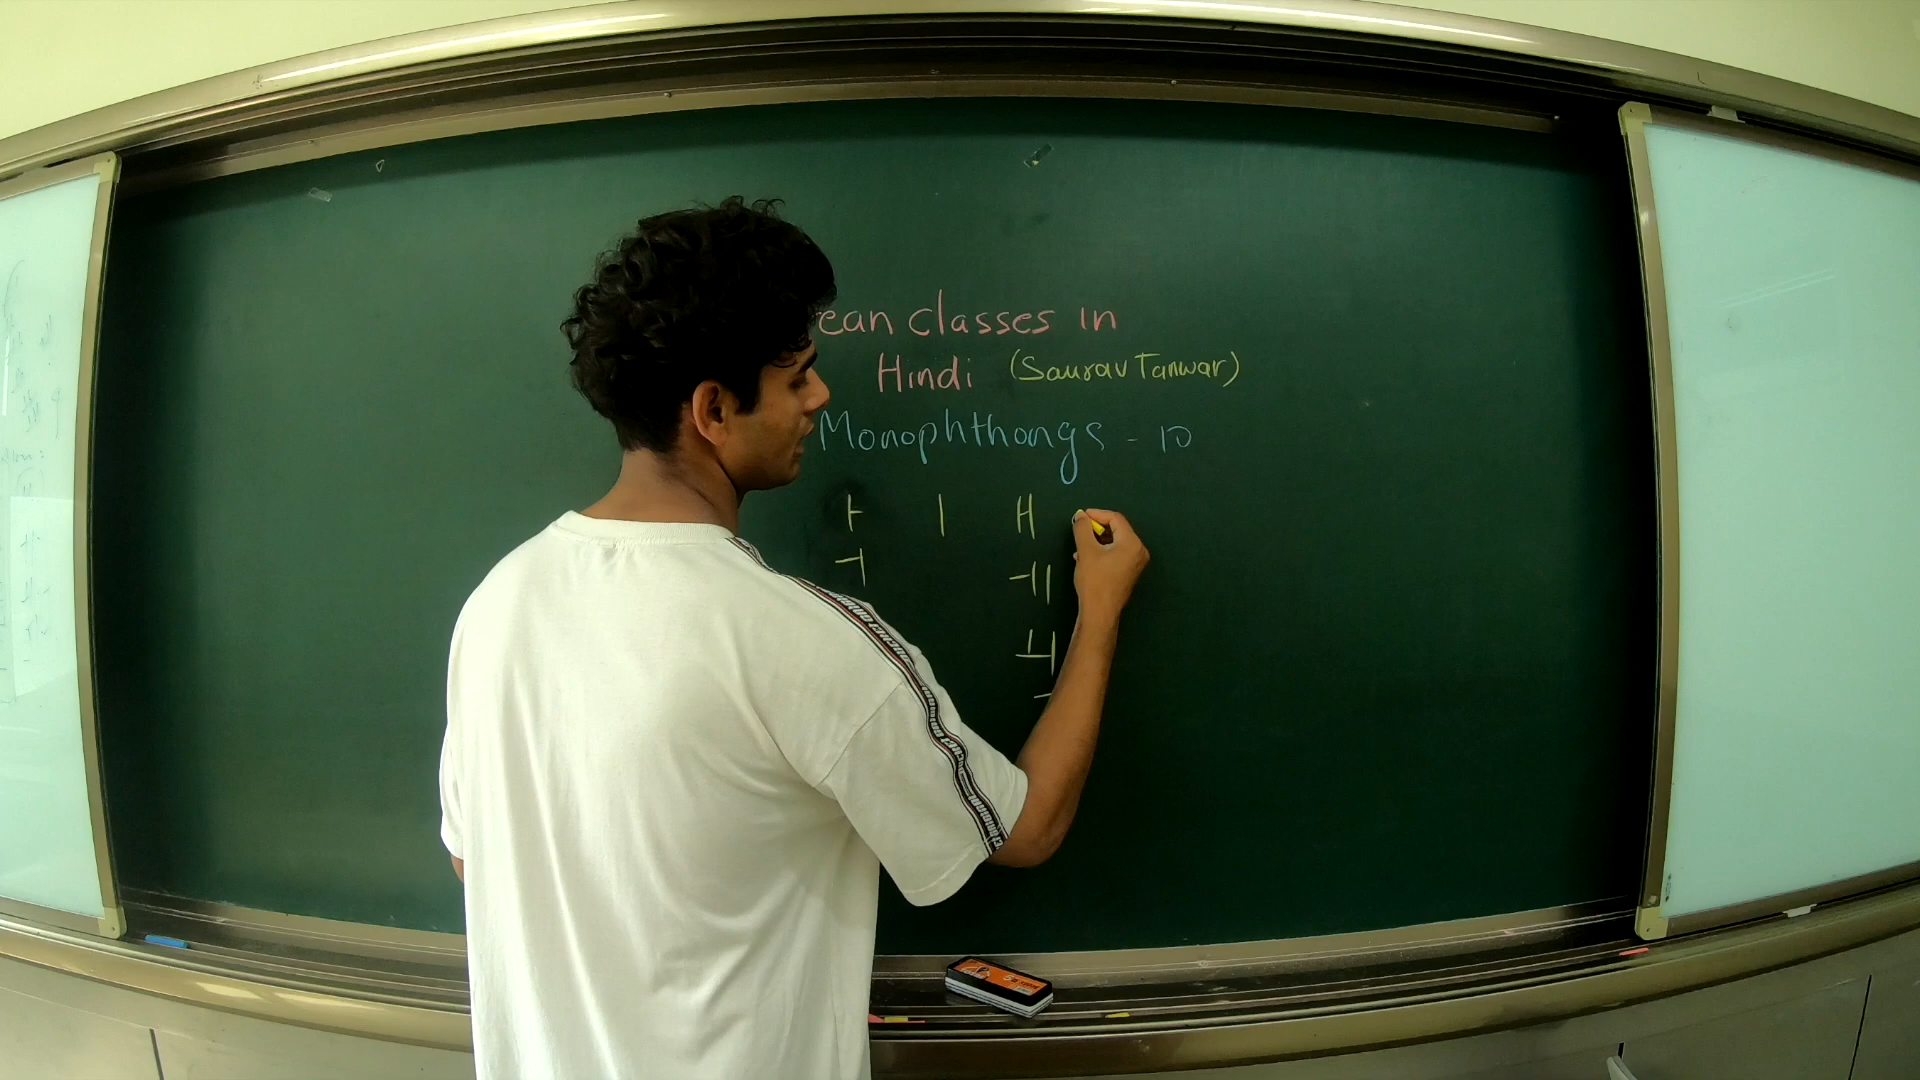 ean classes in
Hindi (Saurav Tanwar)
Monophthongs - 10
ㅏ ㅣ ㅐ
ㅓ ㅔ
ㅚ